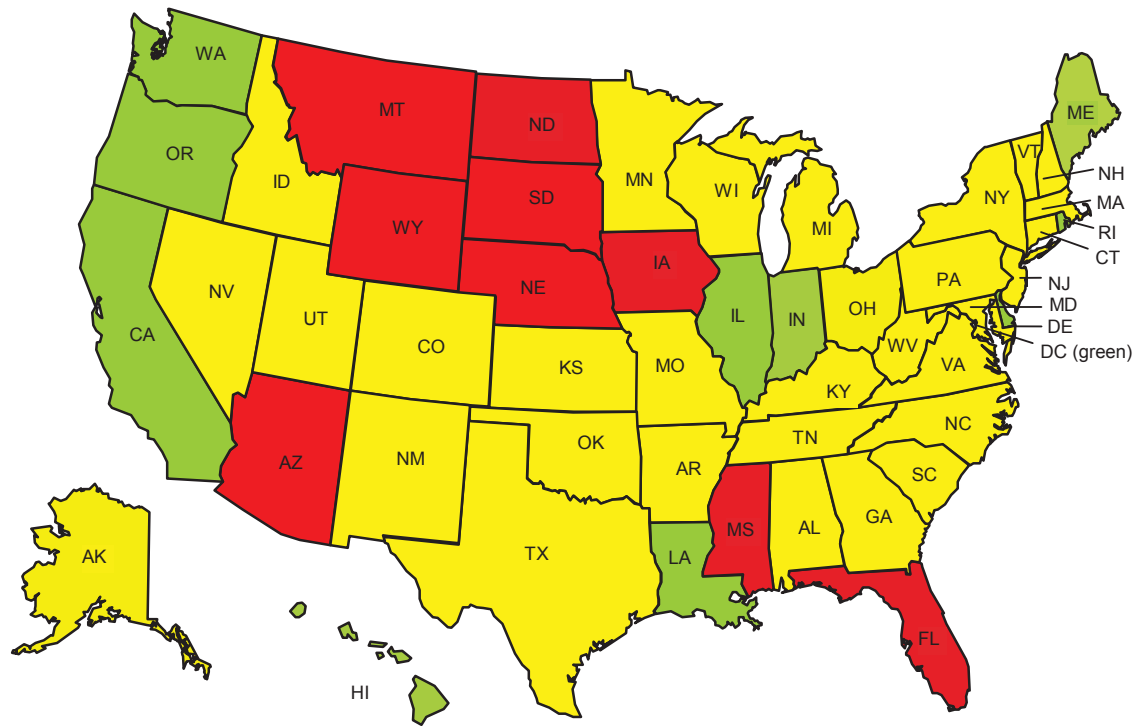 WA
MT
ND
ME
OR
ID
MN
VT
NH
WI
NY
MA
SD
WY
MI
RI
CT
IA
NE
PA
NJ
NV
OH
MD
IL
IN
DE
UT
CA
CO
WV
DC (green)
VA
KS
MO
KY
NC
TN
OK
AZ
NM
AR
SC
GA
MS
AL
TX
AK
LA
FL
HI